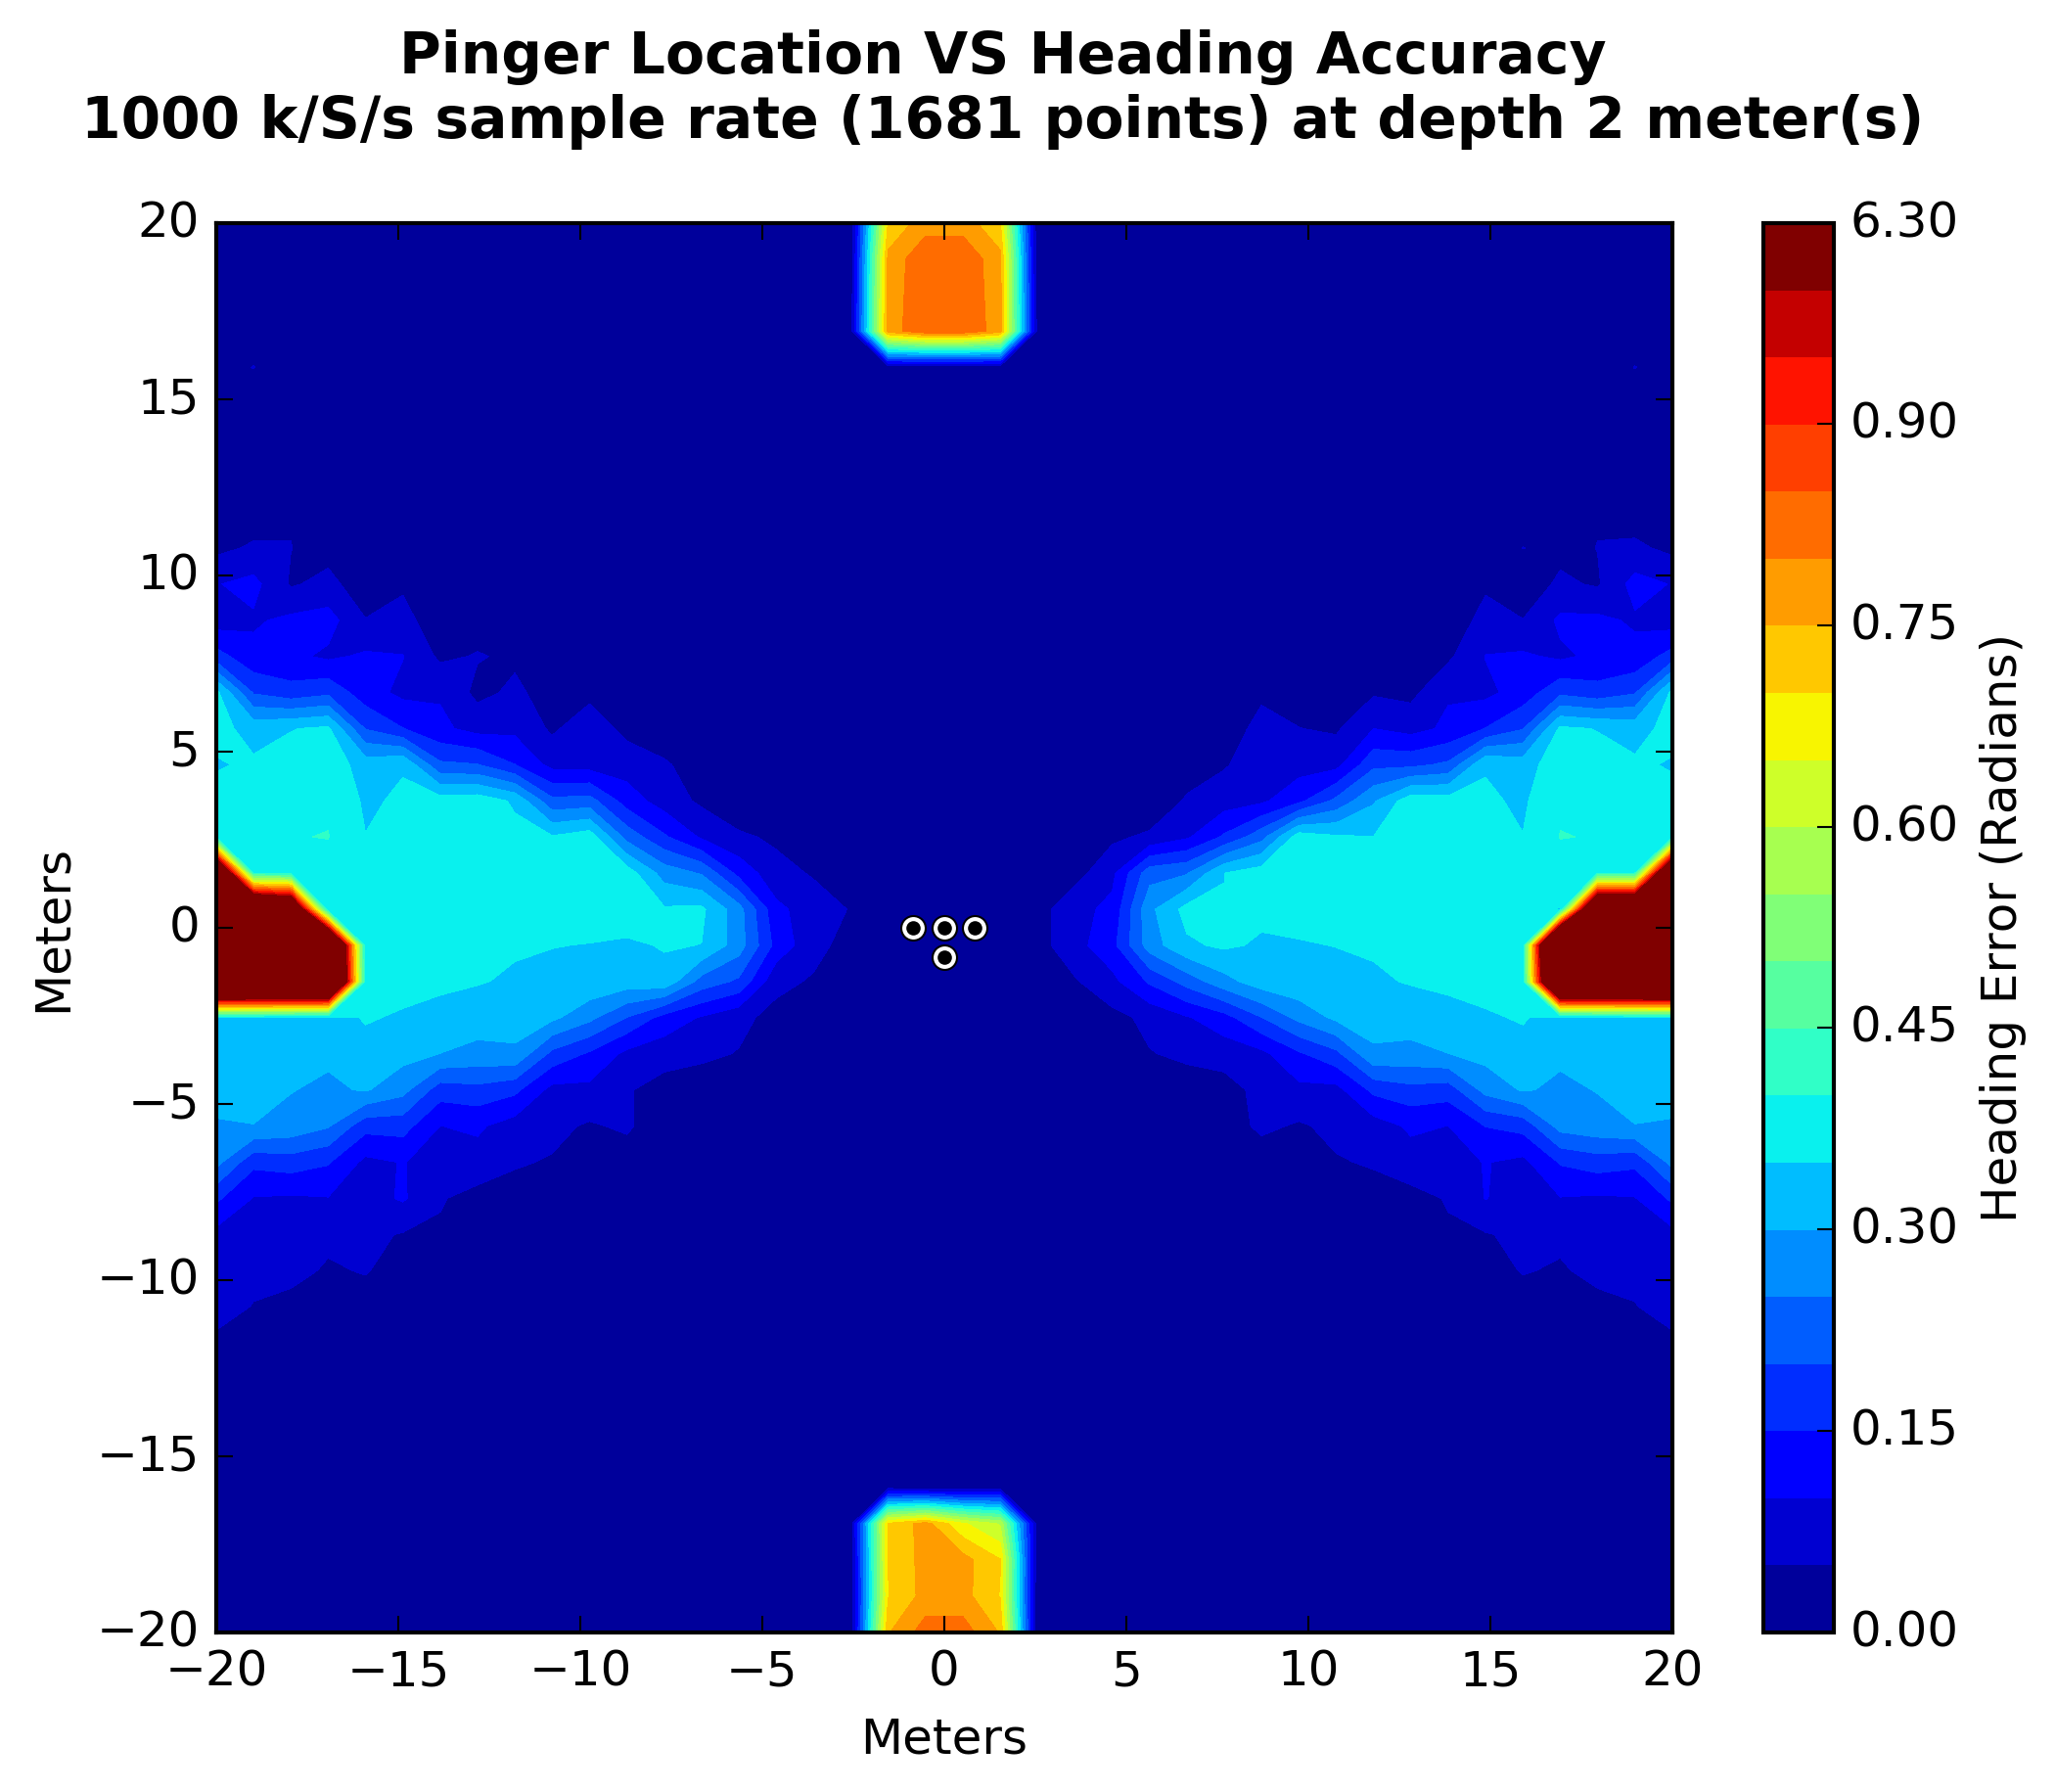 Pinger Location VS Heading Accuracy
1000 k/S/s sample rate (1681 points) at depth 2 meter(s)
20
15
10
5
0
−5
−10
−15
−20
Meters
−20 −15 −10 −5 0 5 10 15 20
Meters
6.30
0.90
0.75
0.60
0.45
0.30
0.15
0.00
Heading Error (Radians)